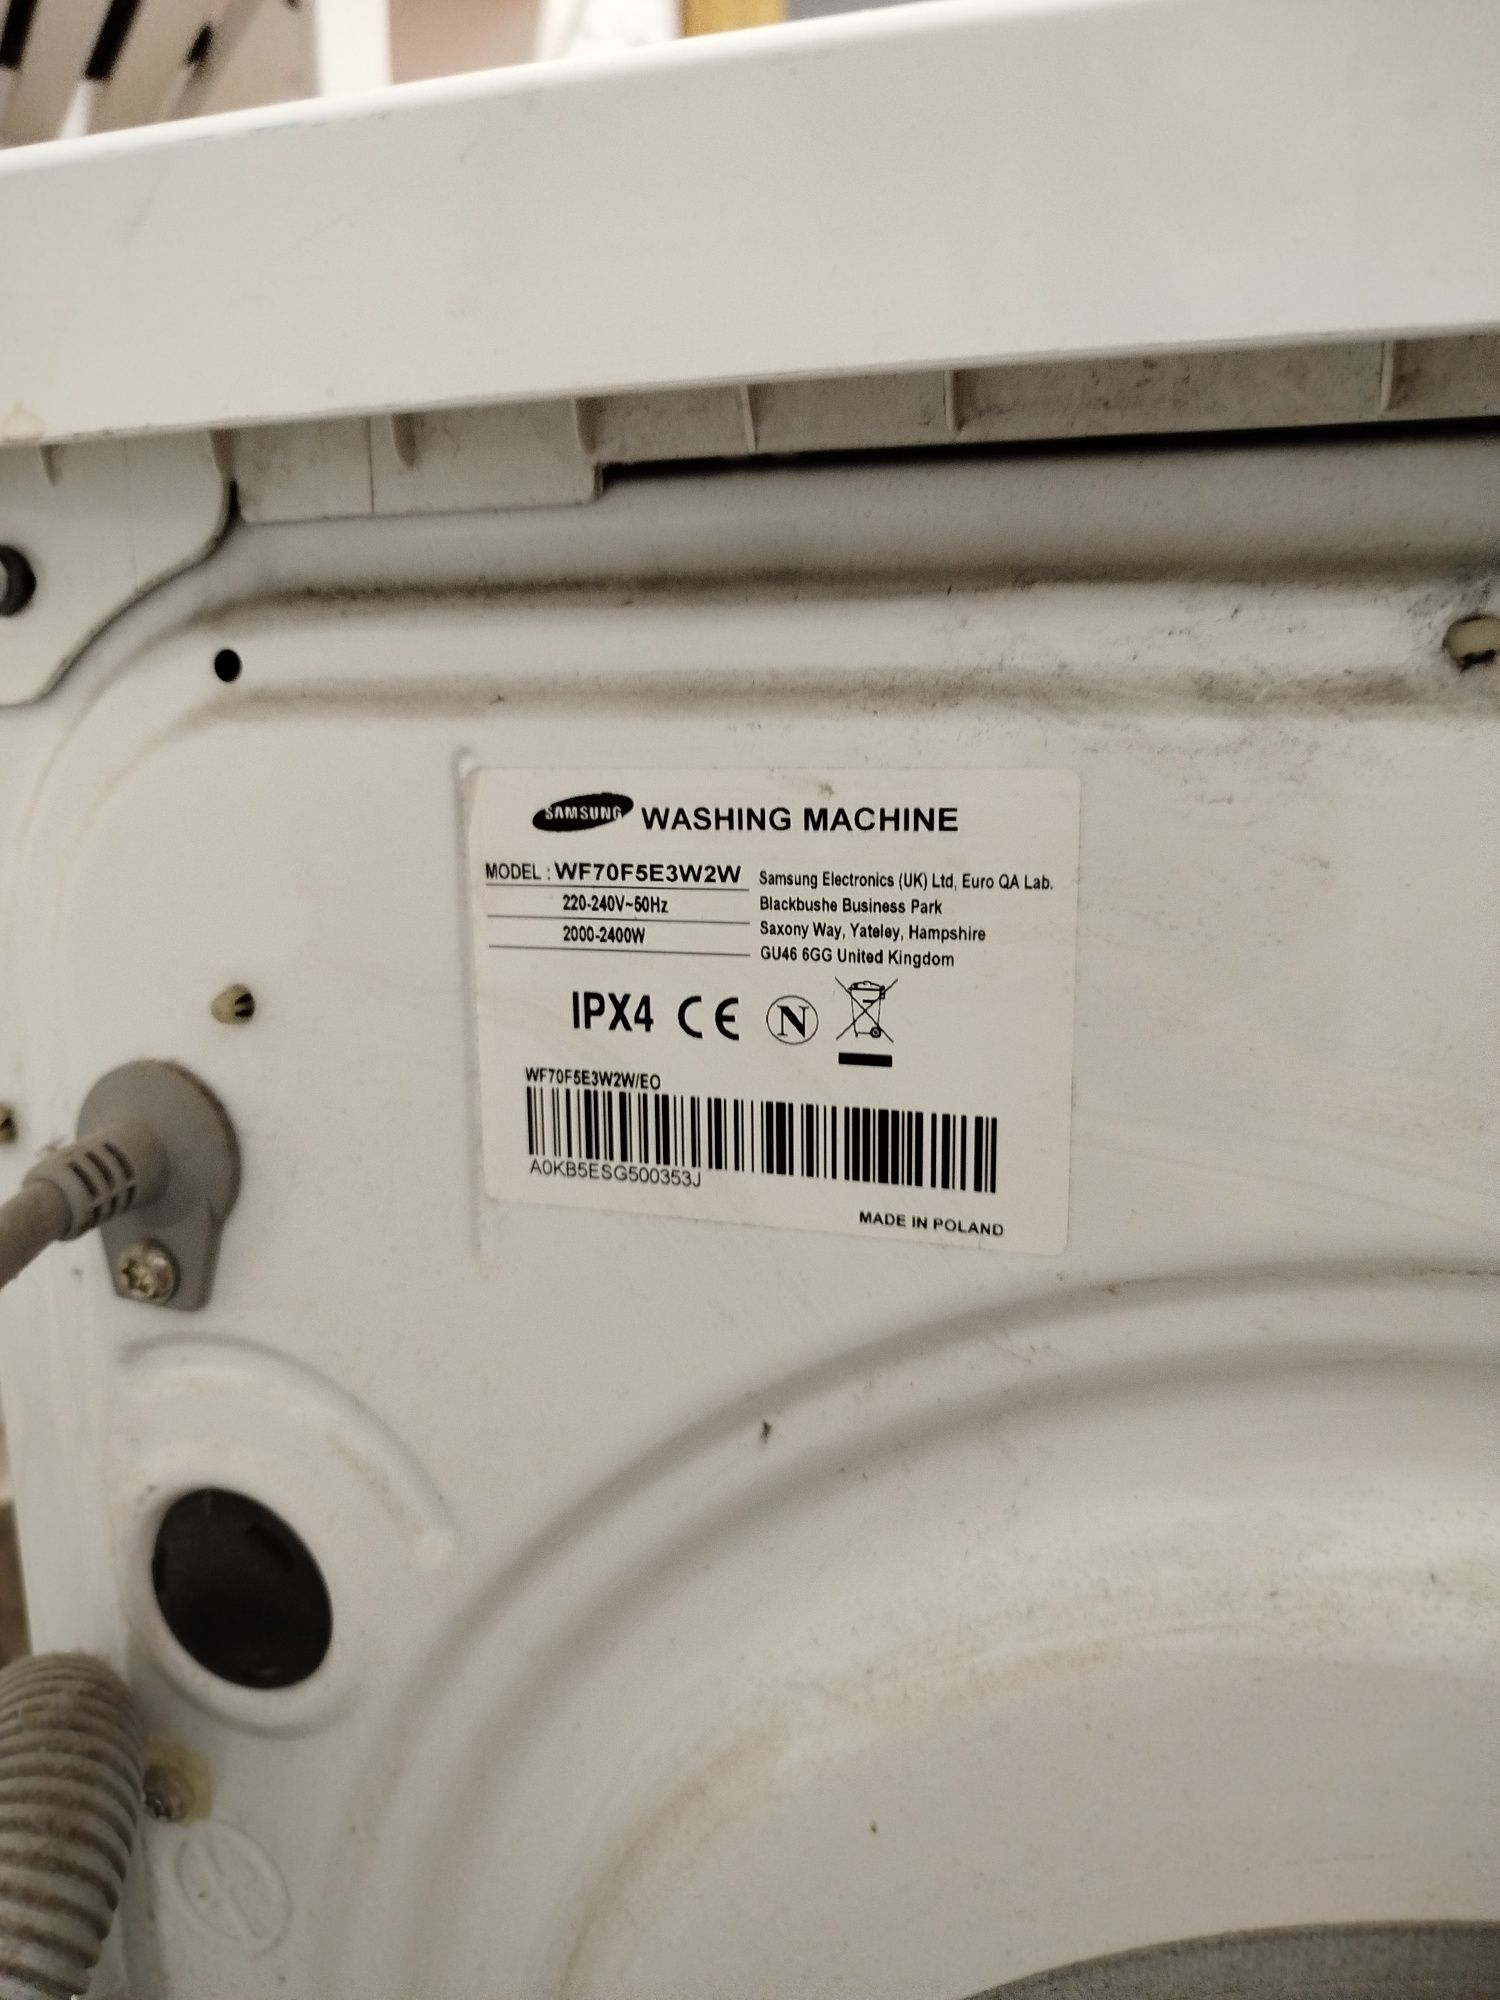 SAMSUNG WASHING MACHINE
MODEL : WF70F5E3W2W
220-240V~50Hz
2000-2400W
Samsung Electronics (UK) Ltd, Euro QA Lab.
Blackbushe Business Park
Saxony Way, Yateley, Hampshire
GU46 6GG United Kingdom
IPX4 CE N
WF70F5E3W2W/EO
A0KB5ESG500353J
MADE IN POLAND